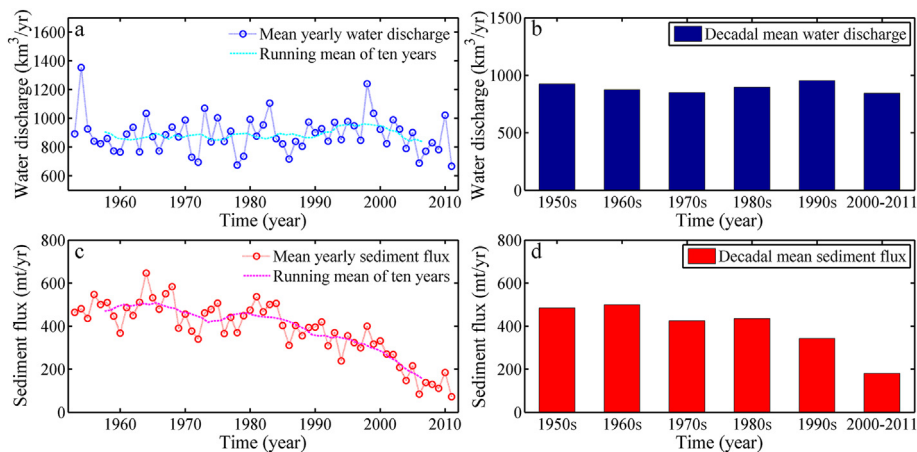 a
Mean yearly water discharge
Running mean of ten years
Water discharge (km³/yr)
1600
1400
1200
1000
800
600
1960 1970 1980 1990 2000 2010
Time (year)
b
Decadal mean water discharge
Water discharge (km³/yr)
1500
1000
500
0
1950s 1960s 1970s 1980s 1990s 2000-2011
Time (year)
c
Mean yearly sediment flux
Running mean of ten years
Sediment flux (mt/yr)
800
600
400
200
0
1960 1970 1980 1990 2000 2010
Time (year)
d
Decadal mean sediment flux
Sediment flux (mt/yr)
800
600
400
200
0
1950s 1960s 1970s 1980s 1990s 2000-2011
Time (year)